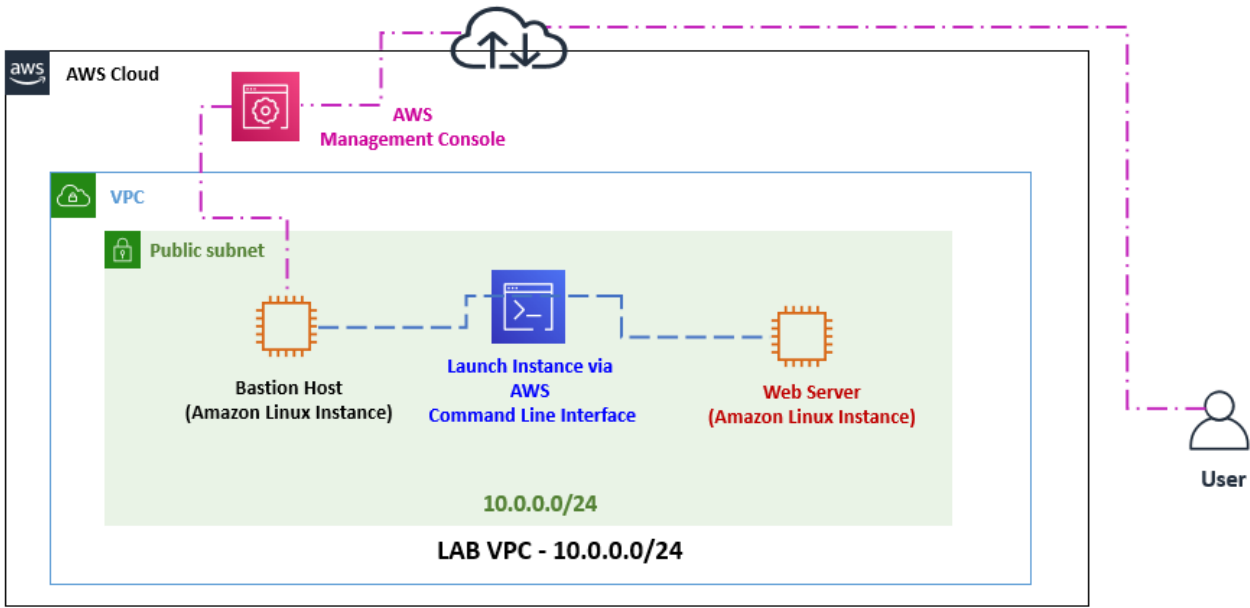 aws
AWS Cloud
AWS
Management Console
VPC
Public subnet
Bastion Host
(Amazon Linux Instance)
Launch Instance via
AWS
Command Line Interface
Web Server
(Amazon Linux Instance)
User
10.0.0.0/24
LAB VPC - 10.0.0.0/24